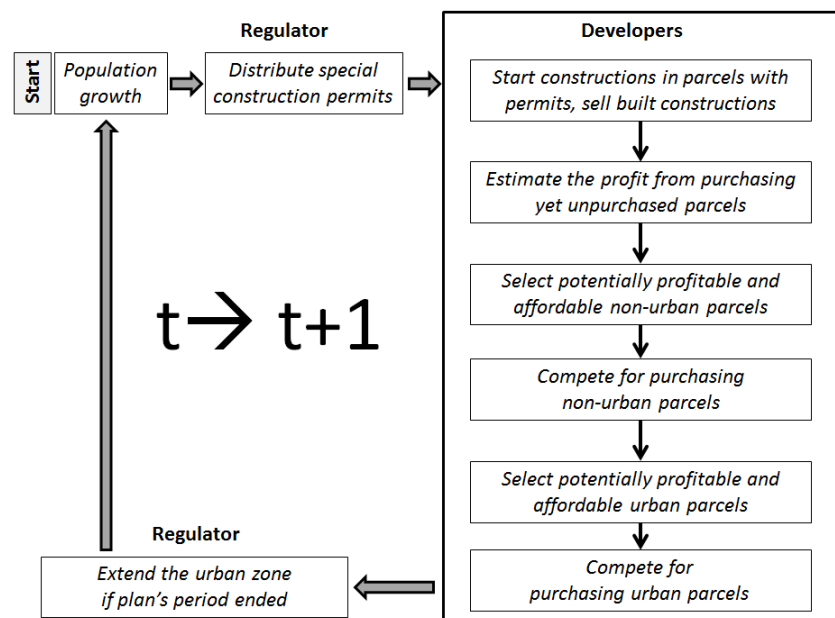 Regulator
Developers
Start
Population
growth
Distribute special
construction permits
Start constructions in parcels with
permits, sell built constructions
Estimate the profit from purchasing
yet unpurchased parcels
Select potentially profitable and
affordable non-urban parcels
t→ t+1
Compete for purchasing
non-urban parcels
Select potentially profitable and
affordable urban parcels
Compete for
purchasing urban parcels
Regulator
Extend the urban zone
if plan's period ended